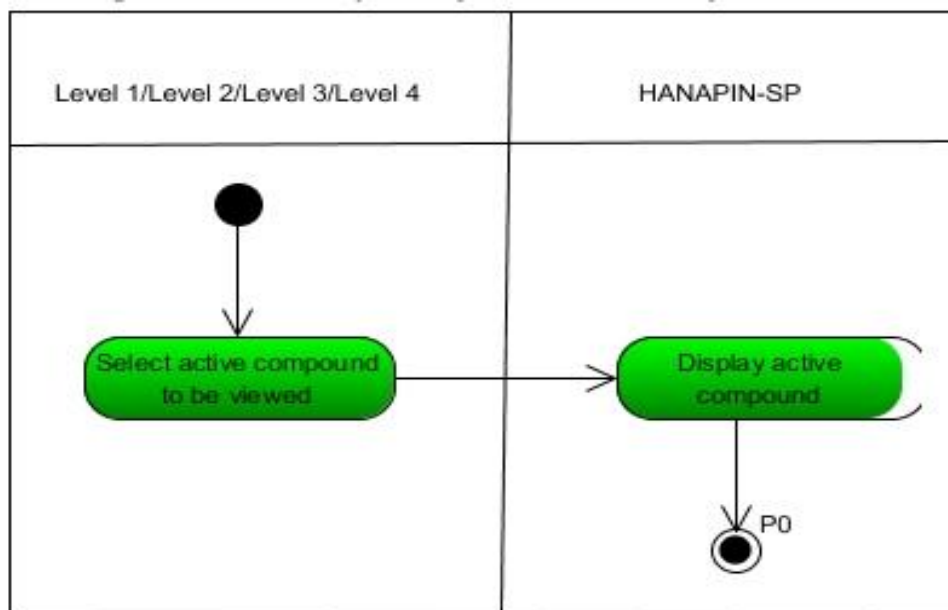 Level 1/Level 2/Level 3/Level 4
HANAPIN-SP
Select active compound
to be viewed
Display active
compound
P0